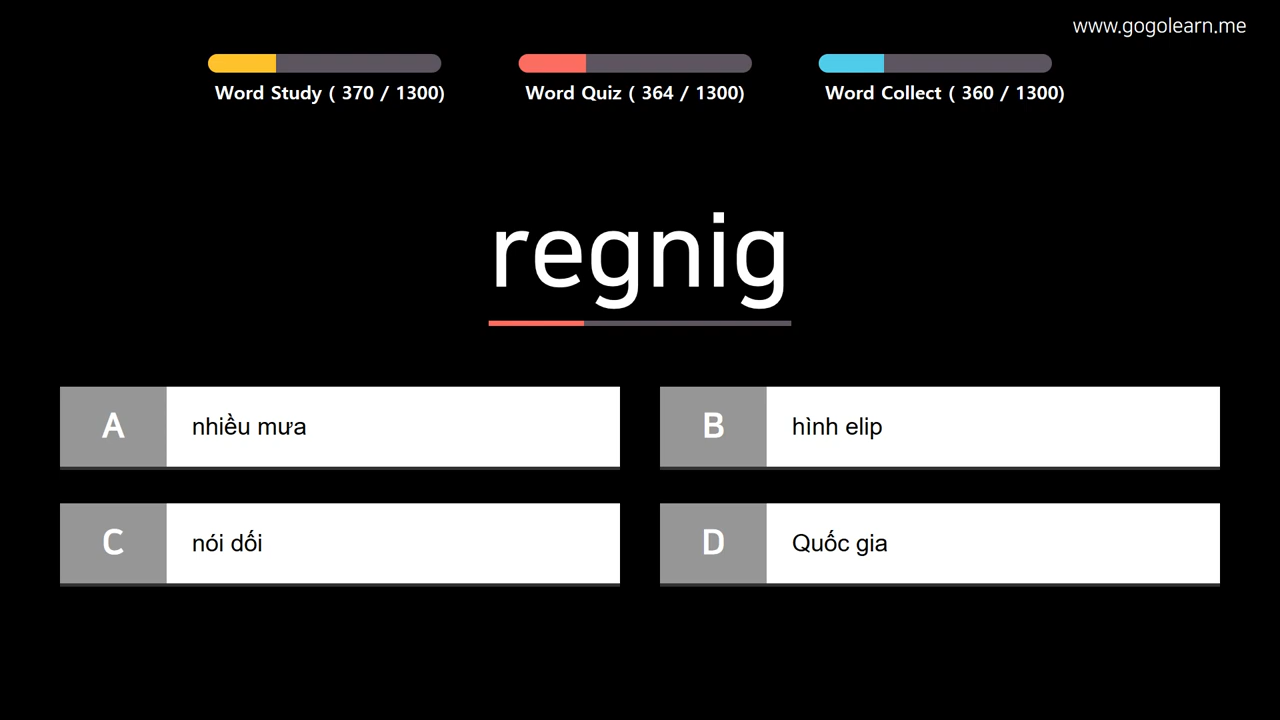 www.gogolearn.me
Word Study ( 370 / 1300)
Word Quiz ( 364 / 1300)
Word Collect ( 360 / 1300)
regnig
A nhiều mưa
B hình elip
C nói dối
D Quốc gia